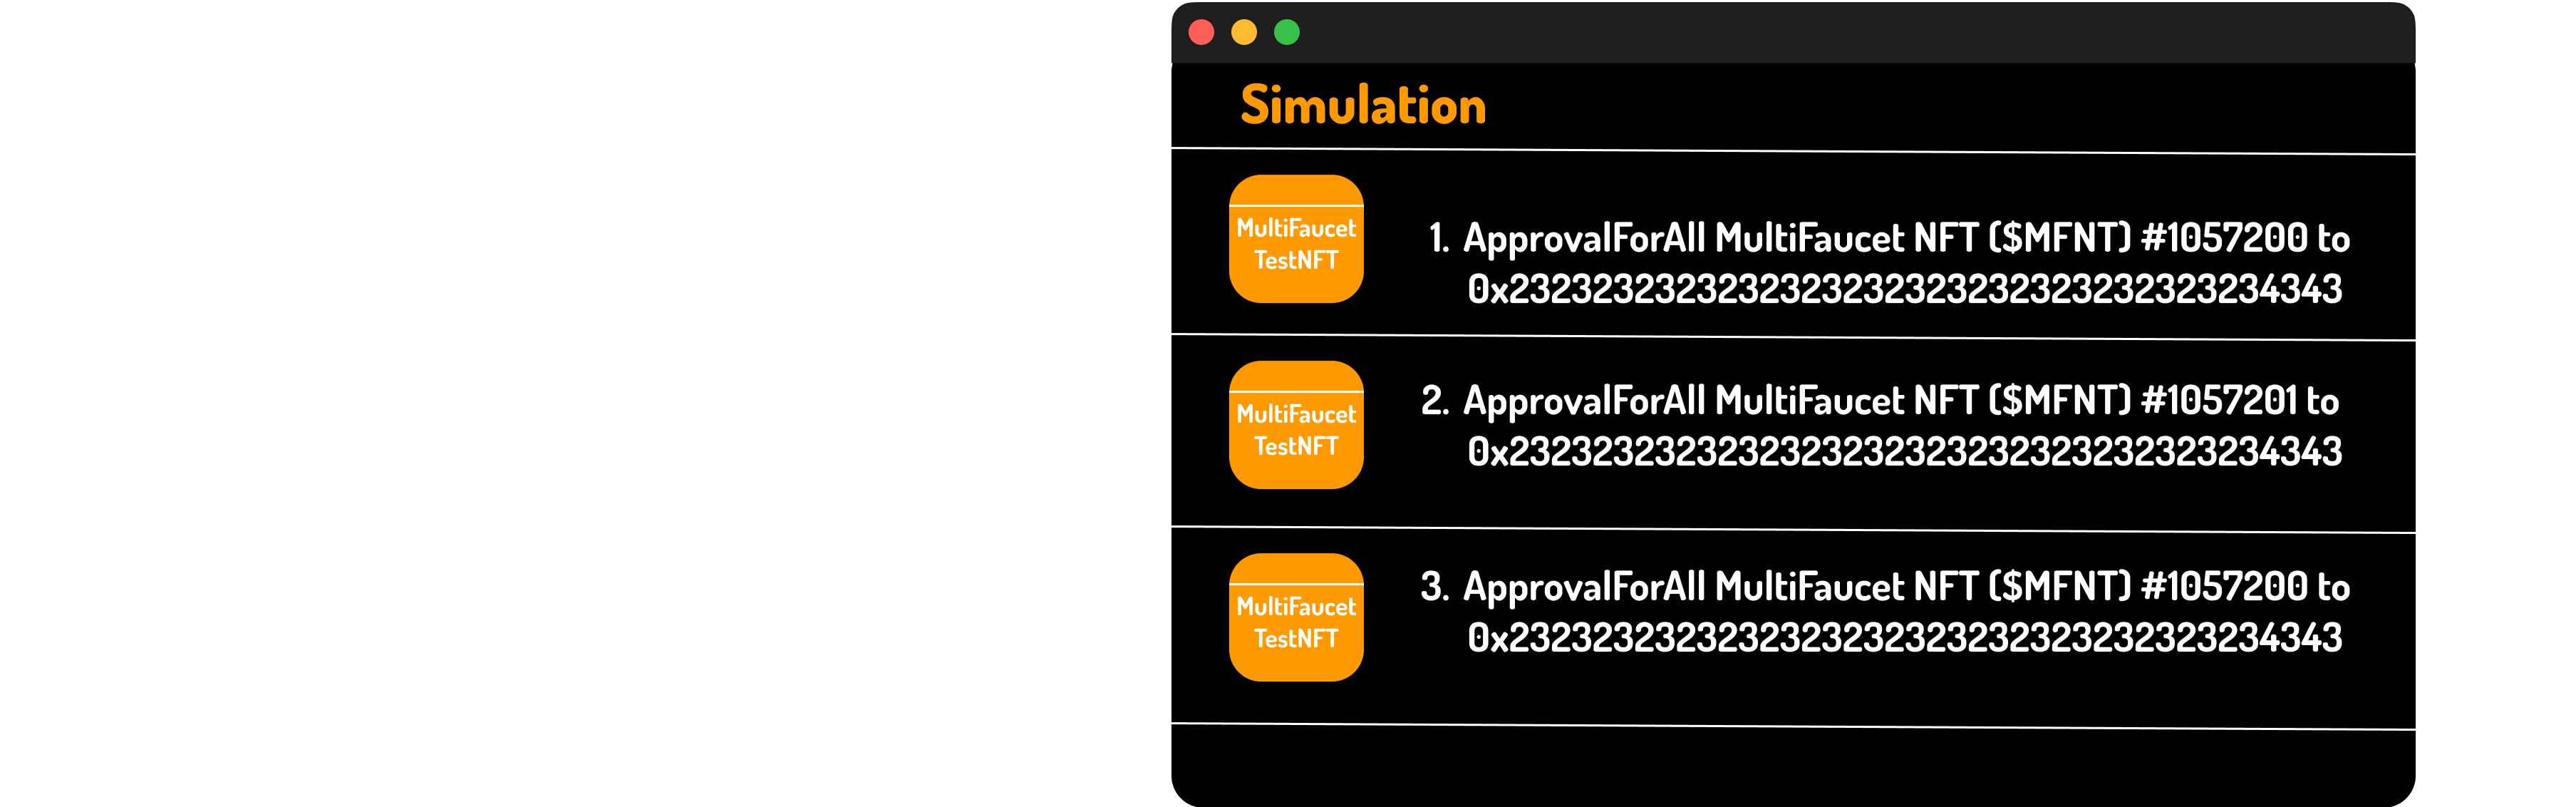 Simulation
MultiFaucet
TestNFT
1. ApprovalForAll MultiFaucet NFT ($MFNT) #1057200 to
0x2323232323232323232323232323232323234343
MultiFaucet
TestNFT
2. ApprovalForAll MultiFaucet NFT ($MFNT) #1057201 to
0x2323232323232323232323232323232323234343
MultiFaucet
TestNFT
3. ApprovalForAll MultiFaucet NFT ($MFNT) #1057200 to
0x2323232323232323232323232323232323234343